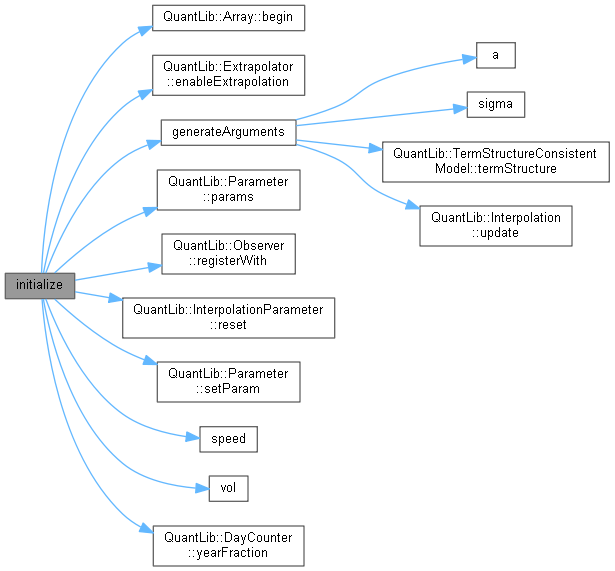 QuantLib::Array::begin
QuantLib::Extrapolator
::enableExtrapolation
generateArguments
a
sigma
QuantLib::TermStructureConsistent
Model::termStructure
QuantLib::Interpolation
::update
QuantLib::Parameter
::params
QuantLib::Observer
::registerWith
initialize
QuantLib::InterpolationParameter
::reset
QuantLib::Parameter
::setParam
speed
vol
QuantLib::DayCounter
::yearFraction